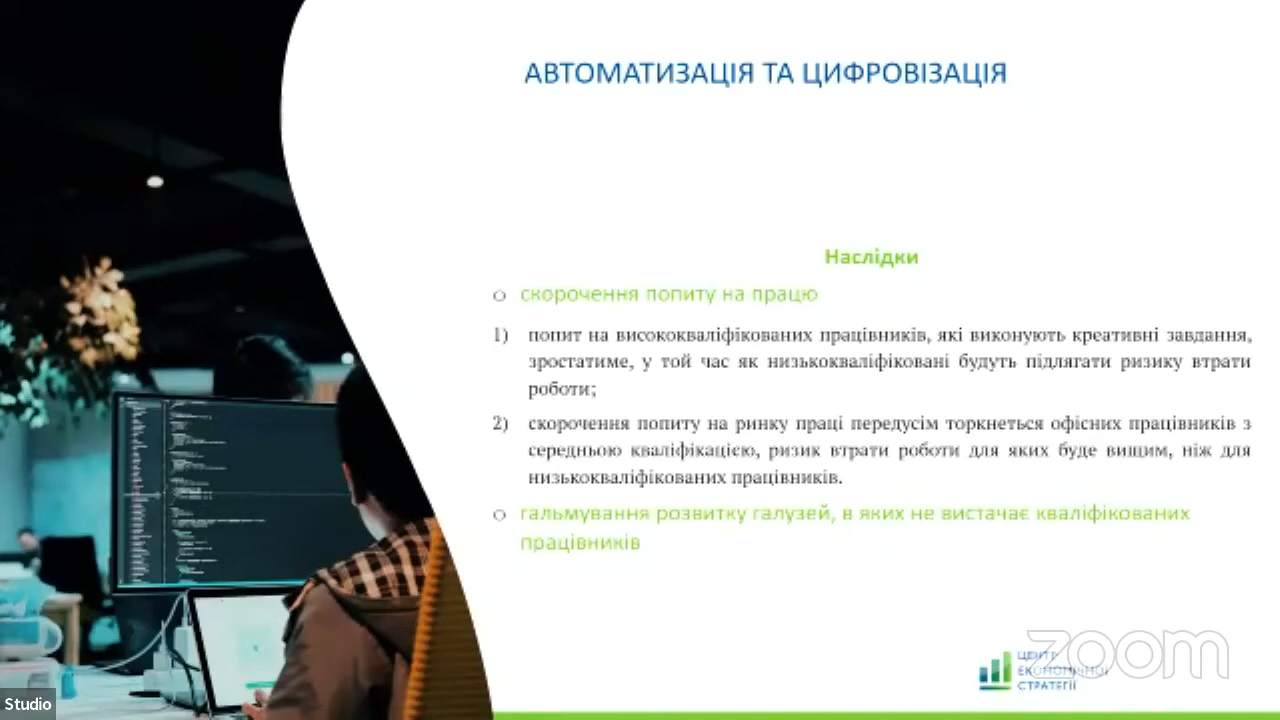 АВТОМАТИЗАЦІЯ ТА ЦИФРОВІЗАЦІЯ
Наслідки
o скорочення попиту на працю
1) попит на висококваліфікованих працівників, які виконують креативні завдання,
зростатиме, у той час як низькокваліфіковані будуть підлягати ризику втрати
роботи;
2) скорочення попиту на ринку праці передусім торкнеться офісних працівників з
середньою кваліфікацією, ризик втрати роботи для яких буде вищим, ніж для
низькокваліфікованих працівників.
o гальмування розвитку галузей, в яких не вистачає кваліфікованих
працівників
ЦЕНТР
ЕКОНОМІЧНОЇ
СТРАТЕГІЇ
zoom
Studio